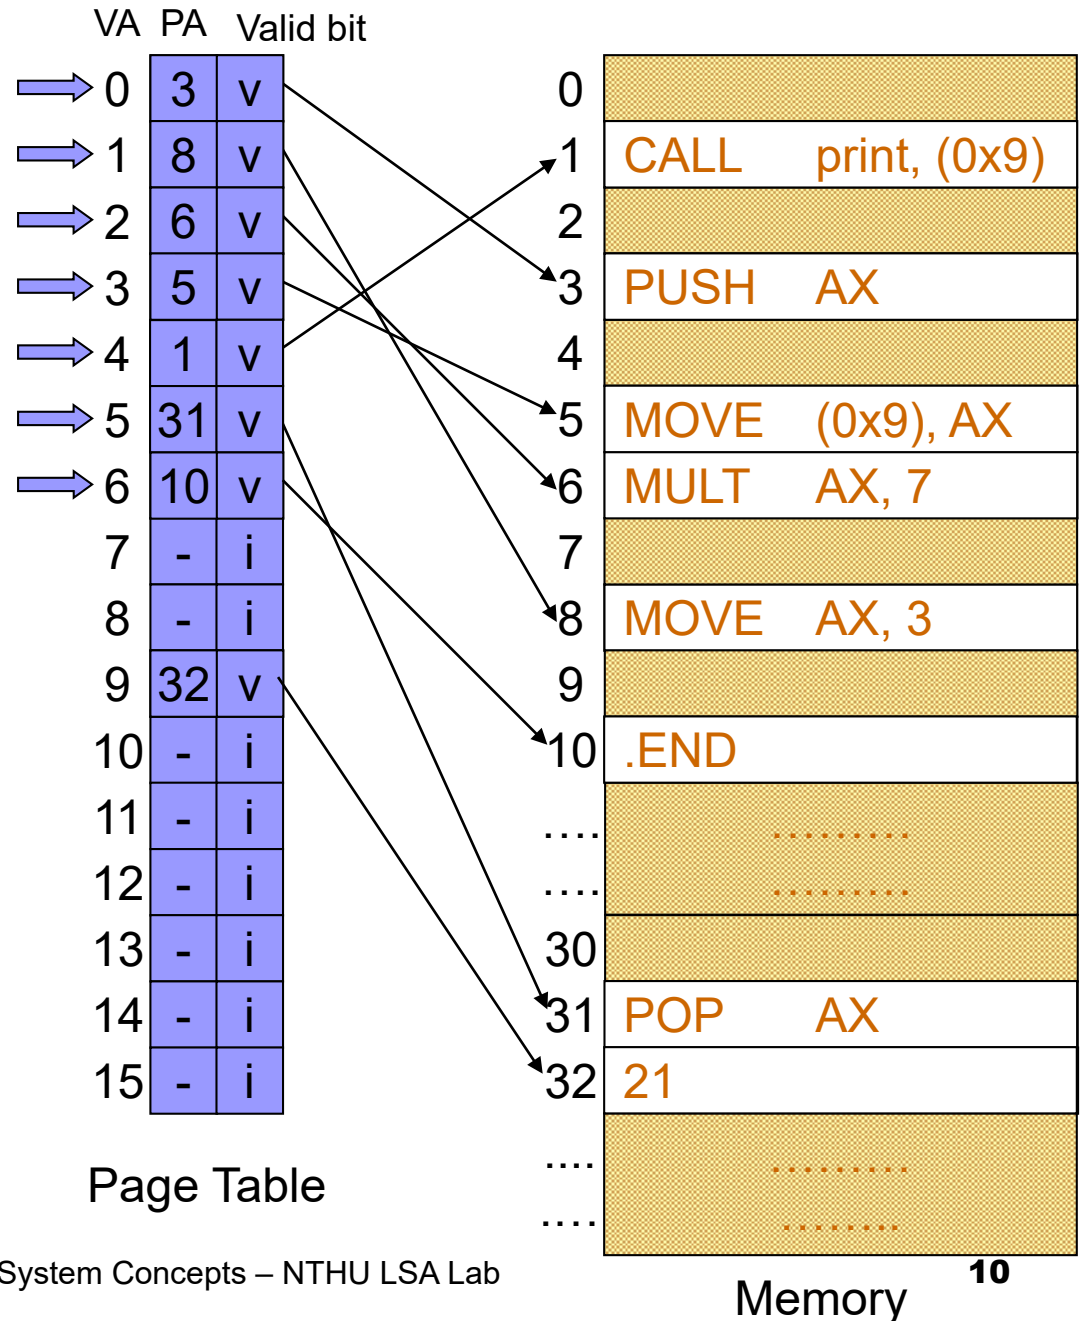 VA PA Valid bit
0 3 v
1 8 v
2 6 v
3 5 v
4 1 v
5 31 v
6 10 v
7 - i
8 - i
9 32 v
10 - i
11 - i
12 - i
13 - i
14 - i
15 - i
Page Table
0
1 CALL print, (0x9)
2
3 PUSH AX
4
5 MOVE (0x9), AX
6 MULT AX, 7
7
8 MOVE AX, 3
9
10 .END
.... .........
.... .........
30
31 POP AX
32 21
.... .........
.... ........
Memory
System Concepts – NTHU LSA Lab
10